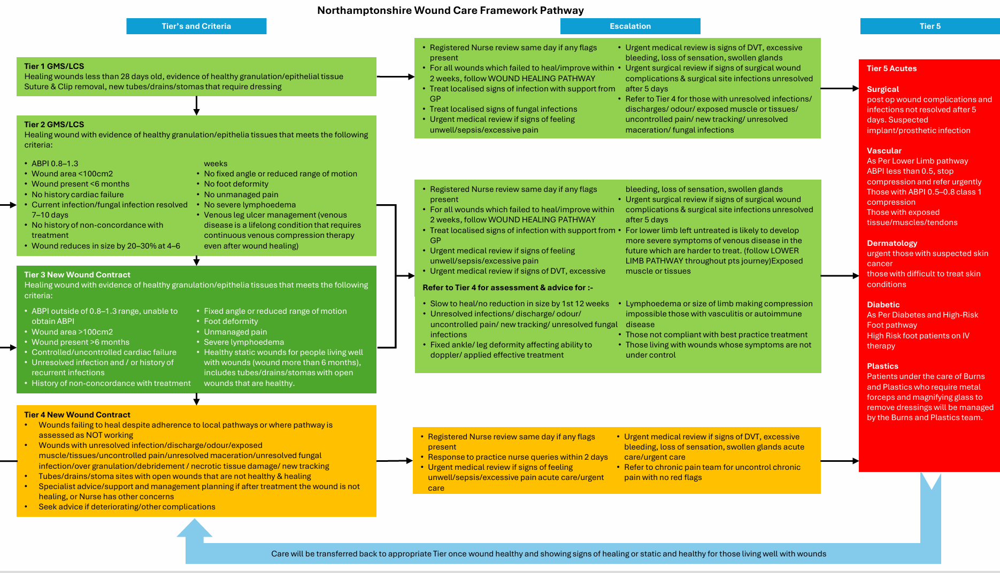 Northamptonshire Wound Care Framework Pathway
Tier's and Criteria
Escalation
Tier 5
Tier 1 GMS/LCS
Healing wounds less than 28 days old, evidence of healthy granulation/epithelial tissue
Suture & Clip removal, new tubes/drains/stomas that require dressing
Tier 2 GMS/LCS
Healing wound with evidence of healthy granulation/epithelia tissues that meets the following
criteria:
• ABPI 0.8–1.3
• Wound area <100cm2
• Wound present <6 months
• No history cardiac failure
• Current infection/fungal infection resolved
7–10 days
• No history of non-concordance with
treatment
• Wound reduces in size by 20–30% at 4–6
weeks
• No fixed angle or reduced range of motion
• No foot deformity
• No unmanaged pain
• No severe lymphoedema
• Venous leg ulcer management (venous
disease is a lifelong condition that requires
continuous venous compression therapy
even after wound healing)
Tier 3 New Wound Contract
Healing wound with evidence of healthy granulation/epithelia tissues that meets the following
criteria:
• ABPI outside of 0.8–1.3 range, unable to
obtain ABPI
• Wound area >100cm2
• Wound present >6 months
• Controlled/uncontrolled cardiac failure
• Unresolved infection and / or history of
recurrent infections
• History of non-concordance with treatment
• Fixed angle or reduced range of motion
• Foot deformity
• Unmanaged pain
• Severe lymphoedema
• Healthy static wounds for people living well
with wounds (wound more than 6 months),
includes tubes/drains/stomas with open
wounds that are healthy.
Tier 4 New Wound Contract
• Wounds failing to heal despite adherence to local pathways or where pathway is
assessed as NOT working
• Wounds with unresolved infection/discharge/odour/exposed
muscle/tissues/uncontrolled pain/unresolved maceration/unresolved fungal
infection/over granulation/debridement / necrotic tissue damage/ new tracking
• Tubes/drains/stoma sites with open wounds that are not healthy & healing
• Specialist advice/support and management planning if after treatment the wound is not
healing, or Nurse has other concerns
• Seek advice if deteriorating/other complications
• Registered Nurse review same day if any flags
present
• For all wounds which failed to heal/improve within
2 weeks, follow WOUND HEALING PATHWAY
• Treat localised signs of infection with support from
GP
• Treat localised signs of fungal infections
• Urgent medical review if signs of feeling
unwell/sepsis/excessive pain
• Urgent medical review is signs of DVT, excessive
bleeding, loss of sensation, swollen glands
• Urgent surgical review if signs of surgical wound
complications & surgical site infections unresolved
after 5 days
• Refer to Tier 4 for those with unresolved infections/
discharges/ odour/ exposed muscle or tissues/
uncontrolled pain/ new tracking/ unresolved
maceration/ fungal infections
• Registered Nurse review same day if any flags
present
• For all wounds which failed to heal/improve within
2 weeks, follow WOUND HEALING PATHWAY
• Treat localised signs of infection with support from
GP
• Urgent medical review if signs of feeling
unwell/sepsis/excessive pain
• Urgent medical review if signs of DVT, excessive
bleeding, loss of sensation, swollen glands
• Urgent surgical review if signs of surgical wound
complications & surgical site infections unresolved
after 5 days
• For lower limb left untreated is likely to develop
more severe symptoms of venous disease in the
future which are harder to treat. (follow LOWER
LIMB PATHWAY throughout pts journey)Exposed
muscle or tissues
Refer to Tier 4 for assessment & advice for :-
• Slow to heal/no reduction in size by 1st 12 weeks
• Unresolved infections/ discharge/ odour/
uncontrolled pain/ new tracking/ unresolved fungal
infections
• Fixed ankle/ leg deformity affecting ability to
doppler/ applied effective treatment
• Lymphoedema or size of limb making compression
impossible those with vasculitis or autoimmune
disease
• Those not compliant with best practice treatment
• Those living with wounds whose symptoms are not
under control
• Registered Nurse review same day if any flags
present
• Response to practice nurse queries within 2 days
• Urgent medical review if signs of feeling
unwell/sepsis/excessive pain acute care/urgent
care
• Urgent medical review if signs of DVT, excessive
bleeding, loss of sensation, swollen glands acute
care/urgent care
• Refer to chronic pain team for uncontrol chronic
pain with no red flags
Tier 5 Acutes
Surgical
post op wound complications and
infections not resolved after 5
days. Suspected
implant/prosthetic infection
Vascular
As Per Lower Limb pathway
ABPI less than 0.5, stop
compression and refer urgently
Those with ABPI 0.5–0.8 class 1
compression
Those with exposed
tissue/muscles/tendons
Dermatology
urgent those with suspected skin
cancer
those with difficult to treat skin
conditions
Diabetic
As Per Diabetes and High-Risk
Foot pathway
High Risk foot patients on IV
therapy
Plastics
Patients under the care of Burns
and Plastics who require metal
forceps and magnifying glass to
remove dressings will be managed
by the Burns and Plastics team.
Care will be transferred back to appropriate Tier once wound healthy and showing signs of healing or static and healthy for those living well with wounds